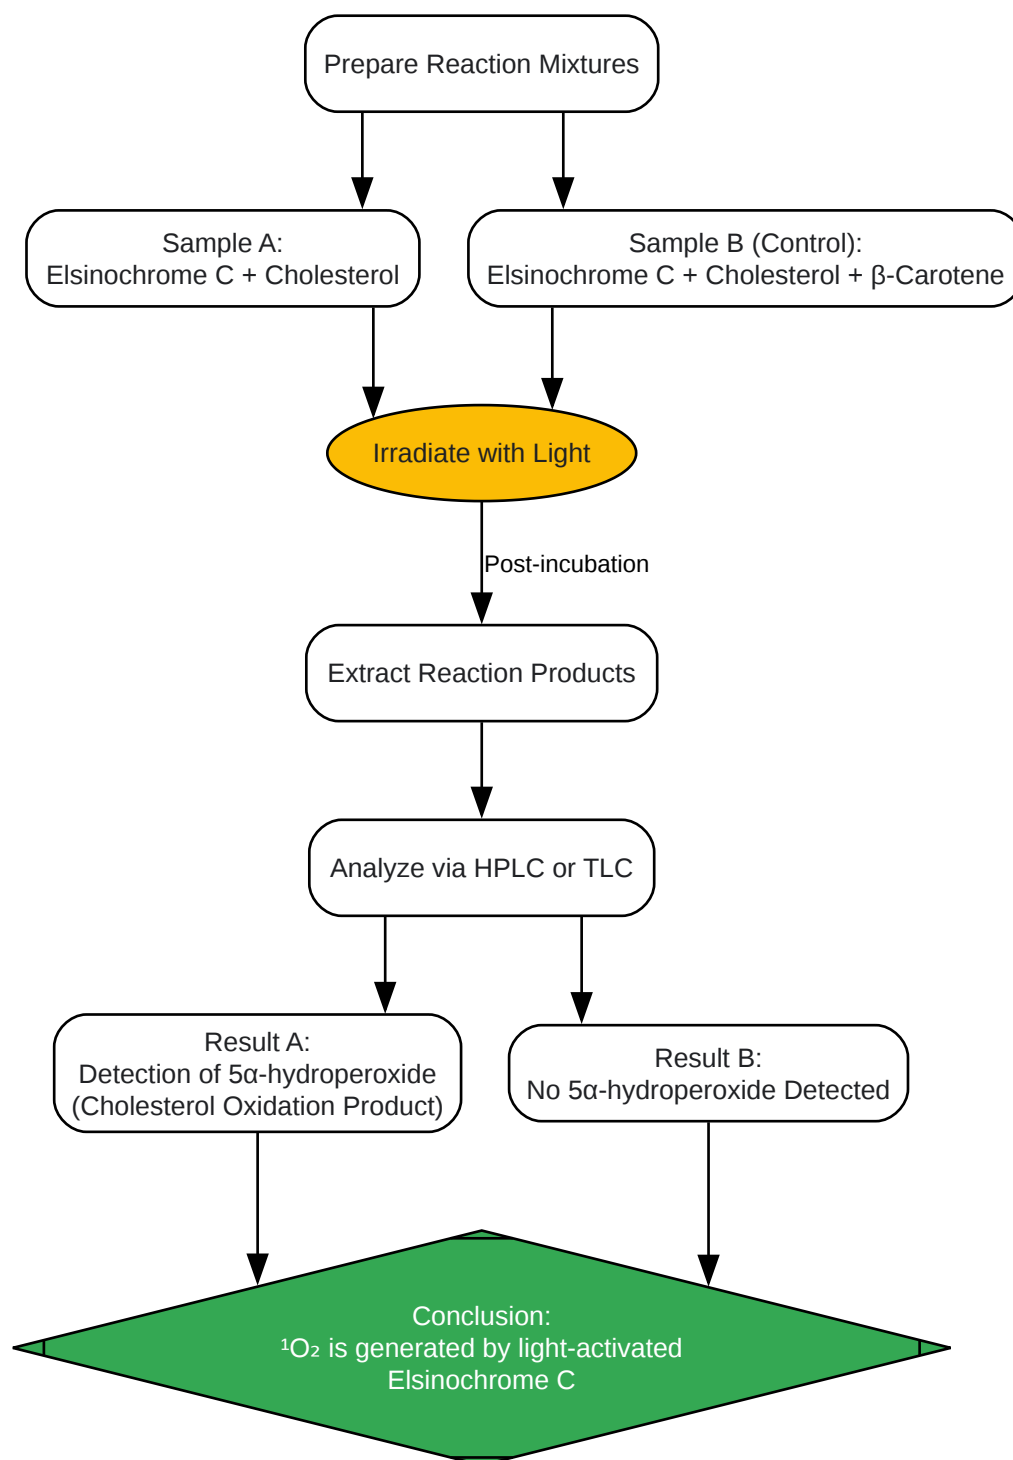 Prepare Reaction Mixtures
Sample A:
Elsinochrome C + Cholesterol
Sample B (Control):
Elsinochrome C + Cholesterol + β-Carotene
Irradiate with Light
Post-incubation
Extract Reaction Products
Analyze via HPLC or TLC
Result A:
Detection of 5α-hydroperoxide
(Cholesterol Oxidation Product)
Result B:
No 5α-hydroperoxide Detected
Conclusion:
¹O₂ is generated by light-activated
Elsinochrome C